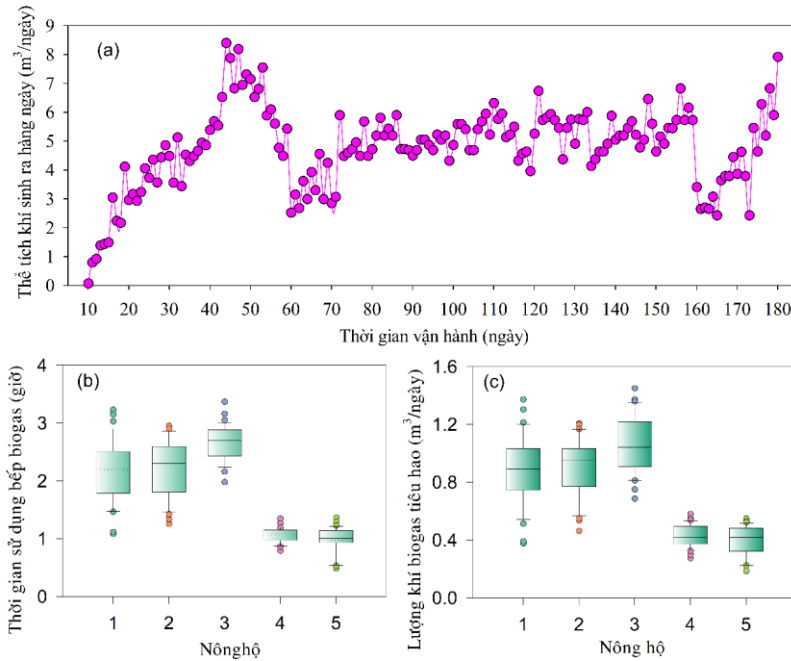 (a)
Thể tích khí sinh ra hàng ngày (m³/ngày)
9
8
7
6
5
4
3
2
1
0
10 20 30 40 50 60 70 80 90 100 110 120 130 140 150 160 170 180
Thời gian vận hành (ngày)
(b)
Thời gian sử dụng bếp biogas (giờ)
4
3
2
1
0
1 2 3 4 5
Nônghộ
(c)
Lượng khí biogas tiêu hao (m³/ngày)
1.6
1.2
0.8
0.4
0.0
1 2 3 4 5
Nông hộ